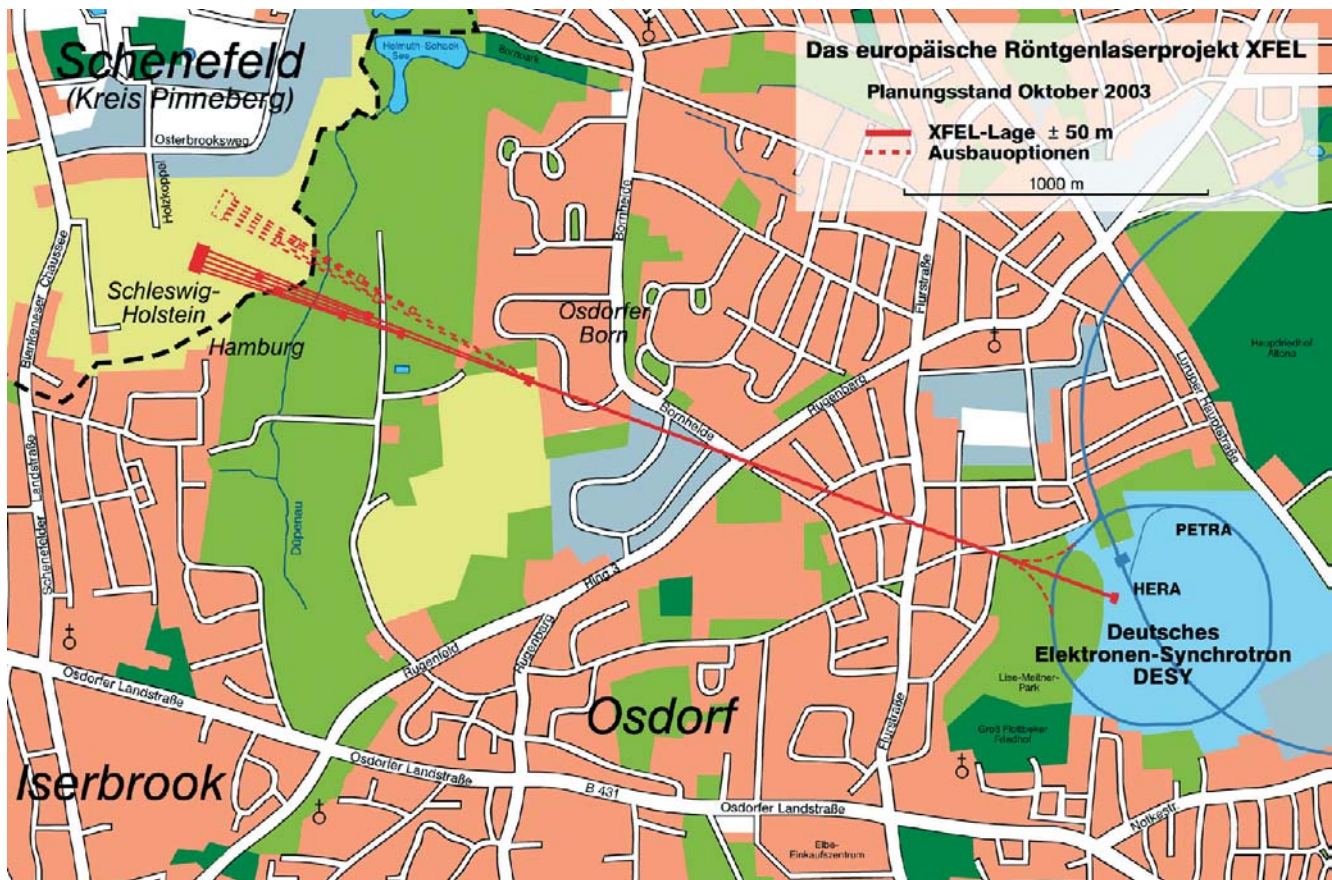 Das europäische Röntgenlaserprojekt XFEL
Planungsstand Oktober 2003
XFEL-Lage ± 50 m
Ausbauoptionen
1000 m
Schenefeld
(Kreis Pinneberg)
Helmuth-Schack
See
Bornpark
Osterbrooksweg
Holzkoppel
Blankeneser Chaussee
Schleswig-
Holstein
Hamburg
Bornheide
Osdorfer
Born
Flurstraße
Hauptfriedhof
Altona
Luruper Hauptstraße
Bornheide
Rugenbarg
Schenefelder Landstraße
Düpenau
Ring 3
PETRA
HERA
Deutsches
Elektronen-Synchrotron
DESY
Rugenfeld
Rugenbarg
Lise-Meitner-
Park
Osdorfer Landstraße
Osdorf
Flurstraße
Groß Flottbeker
Friedhof
Iserbrook
Osdorfer Landstraße
B 431
Osdorfer Landstraße
Notkestr.
Elbe-
Einkaufszentrum